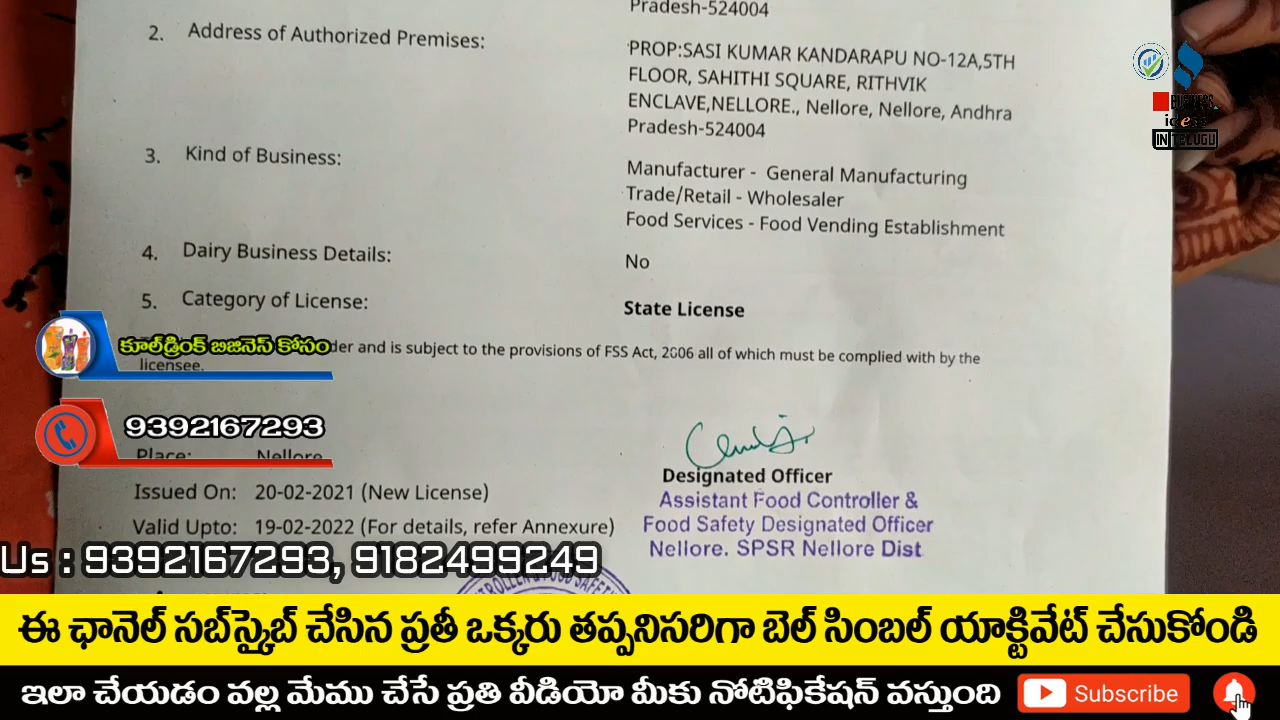 Pradesh-524004
2. Address of Authorized Premises:
PROP:SASI KUMAR KANDARAPU NO-12A,5TH
FLOOR, SAHITHI SQUARE, RITHVIK
ENCLAVE,NELLORE., Nellore, Nellore, Andhra
Pradesh-524004
BUSINESS
ideas
IN TELUGU
3. Kind of Business:
Manufacturer - General Manufacturing
Trade/Retail - Wholesaler
Food Services - Food Vending Establishment
4. Dairy Business Details:
No
5. Category of License:
State License
కూల్‌డ్రింక్ బిజినెస్ కోసం
der and is subject to the provisions of FSS Act, 2006 all of which must be complied with by the
licensee.
9392167293
Place: Nellore
Designated Officer
Issued On: 20-02-2021 (New License)
Assistant Food Controller &
Valid Upto: 19-02-2022 (For details, refer Annexure)
Food Safety Designated Officer
Nellore. SPSR Nellore Dist
Us : 9392167293, 9182499249
ఈ ఛానెల్ సబ్‌స్క్రైబ్ చేసిన ప్రతీ ఒక్కరు తప్పనిసరిగా బెల్ సింబల్ యాక్టివేట్ చేసుకోండి
ఇలా చేయడం వల్ల మేము చేసే ప్రతి వీడియో మీకు నోటిఫికేషన్ వస్తుంది
Subscribe